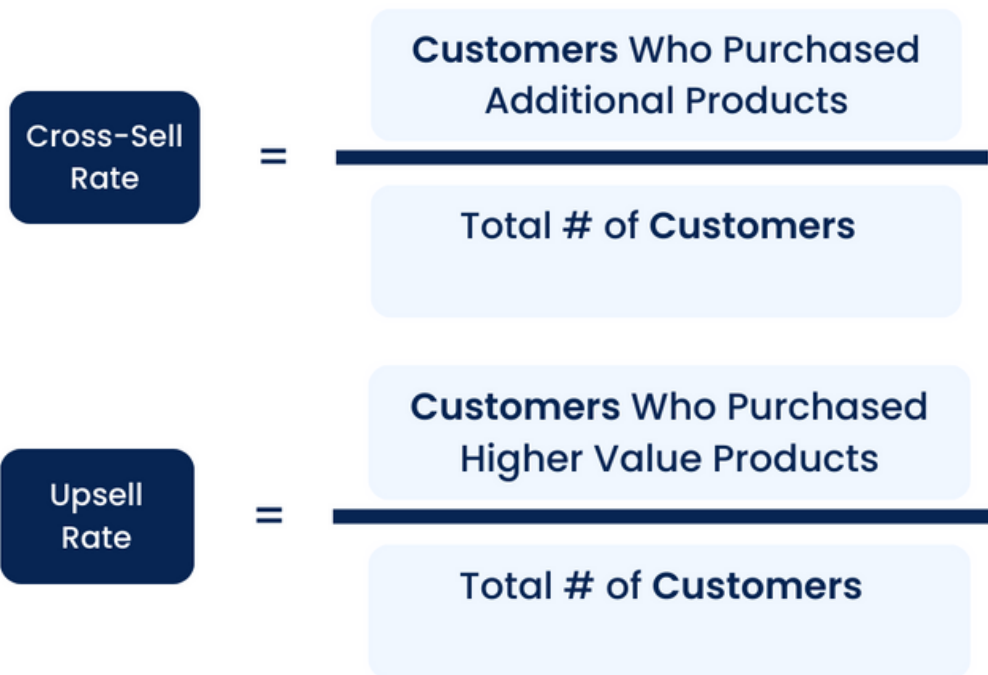 Customers Who Purchased
Additional Products
Cross-Sell
Rate
=
Total # of Customers
Customers Who Purchased
Higher Value Products
Upsell
Rate
=
Total # of Customers